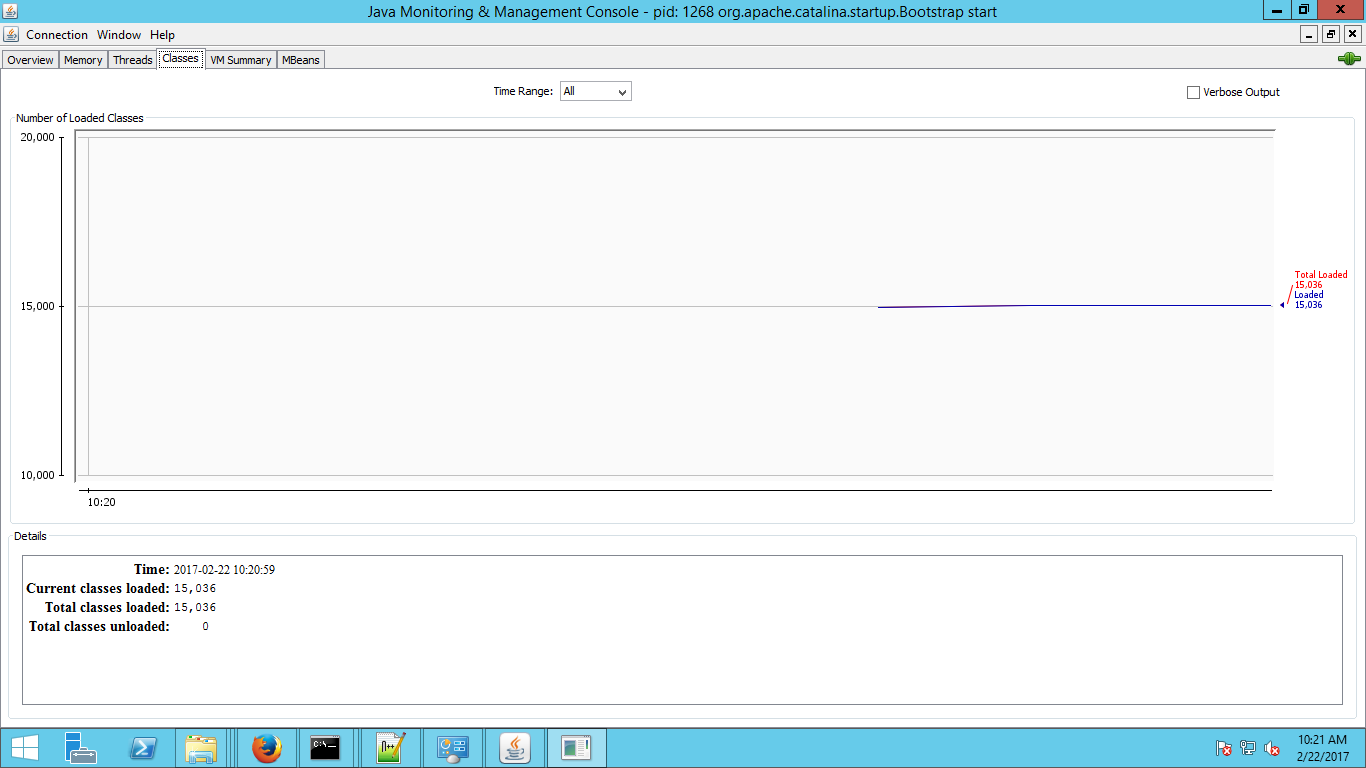 Java Monitoring & Management Console - pid: 1268 org.apache.catalina.startup.Bootstrap start
Connection Window Help
Overview Memory Threads Classes VM Summary MBeans
Time Range: All
Verbose Output
Number of Loaded Classes
20,000
15,000
10,000
Total Loaded
15,036
Loaded
15,036
10:20
Details
Time: 2017-02-22 10:20:59
Current classes loaded: 15,036
Total classes loaded: 15,036
Total classes unloaded: 0
C:\
10:21 AM
2/22/2017